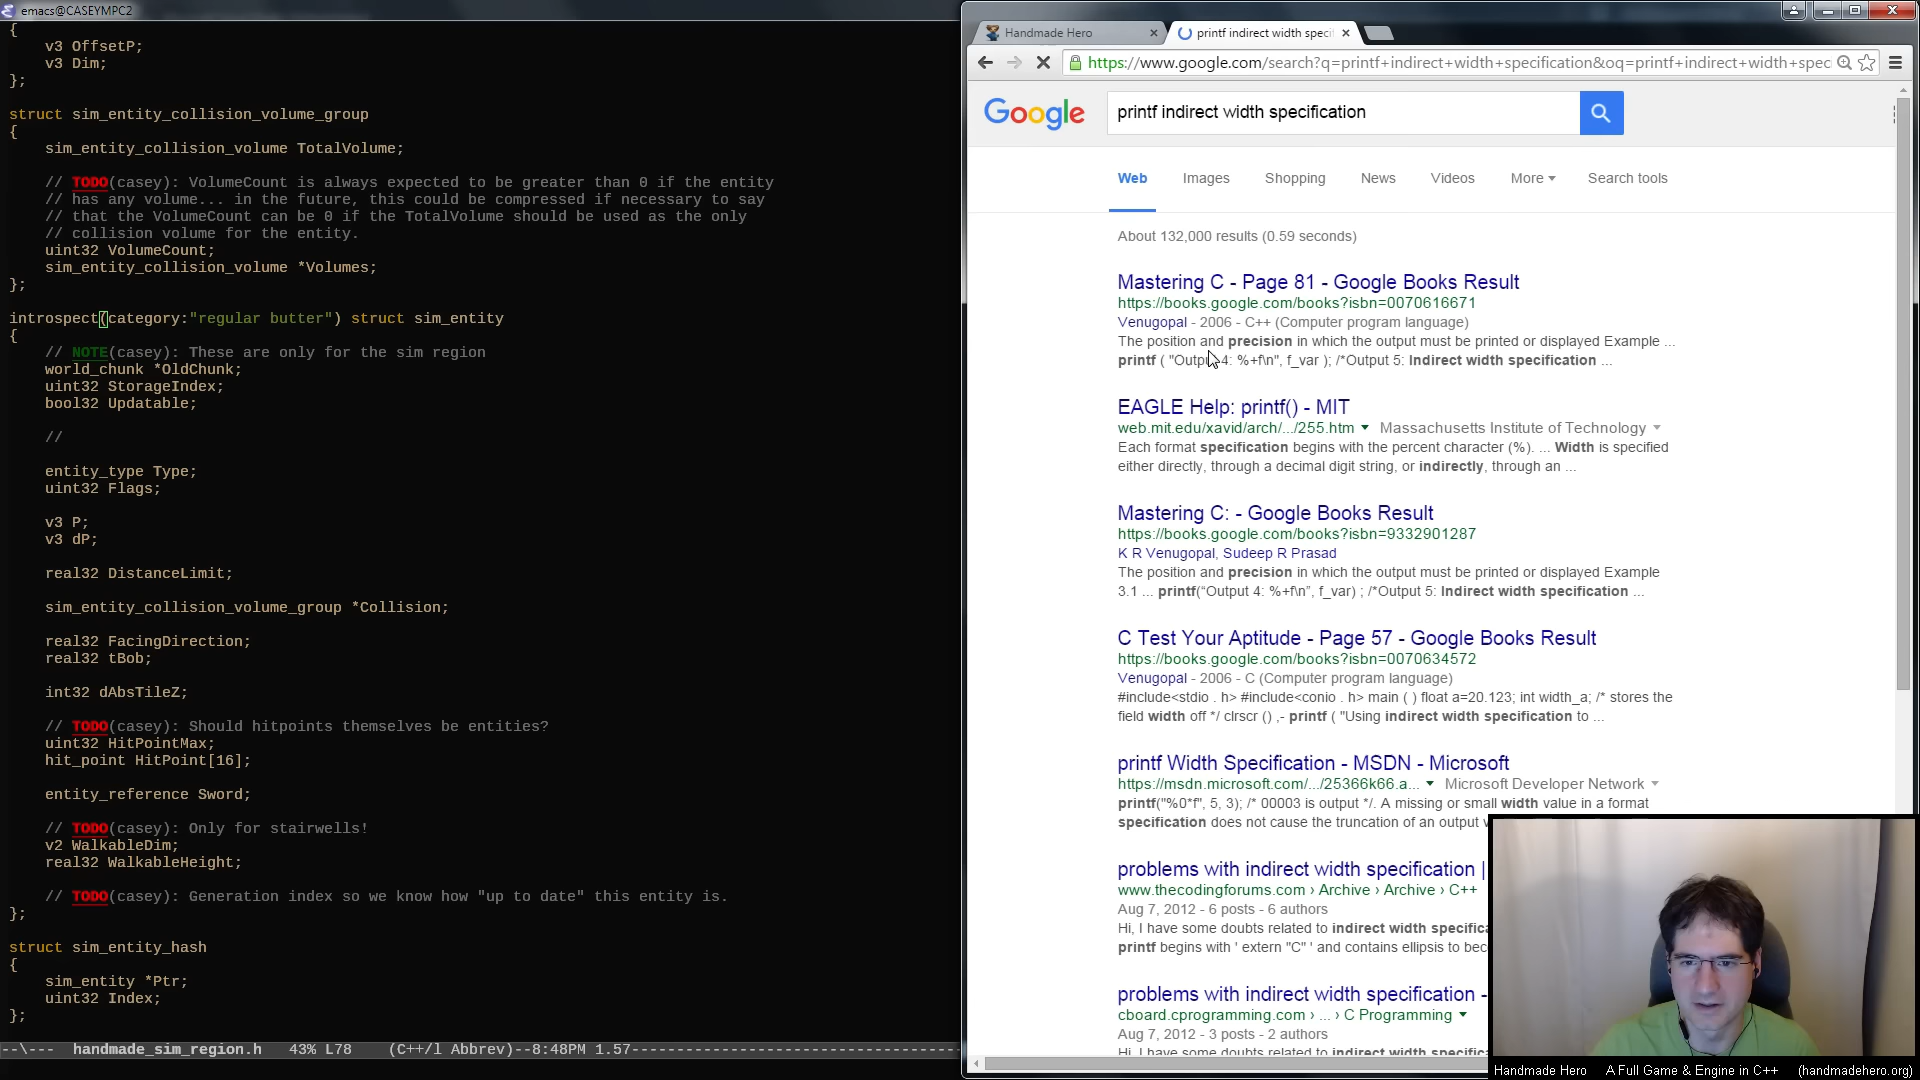 emacs@CASEYMPC2
{
    v3 OffsetP;
    v3 Dim;
};
struct sim_entity_collision_volume_group
{
    sim_entity_collision_volume TotalVolume;
    // TODO(casey): VolumeCount is always expected to be greater than 0 if the entity
    // has any volume... in the future, this could be compressed if necessary to say
    // that the VolumeCount can be 0 if the TotalVolume should be used as the only
    // collision volume for the entity.
    uint32 VolumeCount;
    sim_entity_collision_volume *Volumes;
};
introspect(category:"regular butter") struct sim_entity
{
    // NOTE(casey): These are only for the sim region
    world_chunk *OldChunk;
    uint32 StorageIndex;
    bool32 Updatable;
    //
    entity_type Type;
    uint32 Flags;
    v3 P;
    v3 dP;
    real32 DistanceLimit;
    sim_entity_collision_volume_group *Collision;
    real32 FacingDirection;
    real32 tBob;
    int32 dAbsTileZ;
    // TODO(casey): Should hitpoints themselves be entities?
    uint32 HitPointMax;
    hit_point HitPoint[16];
    entity_reference Sword;
    // TODO(casey): Only for stairwells!
    v2 WalkableDim;
    real32 WalkableHeight;
    // TODO(casey): Generation index so we know how "up to date" this entity is.
};
struct sim_entity_hash
{
    sim_entity *Ptr;
    uint32 Index;
};
--\--- handmade_sim_region.h 43% L78 (C++/l Abbrev)--8:48PM 1.57------------------------------------
Handmade Hero
printf indirect width speci
https://www.google.com/search?q=printf+indirect+width+specification&oq=printf+indirect+width+spec
Google
printf indirect width specification
Web Images Shopping News Videos More Search tools
About 132,000 results (0.59 seconds)
Mastering C - Page 81 - Google Books Result
https://books.google.com/books?isbn=0070616671
Venugopal - 2006 - C++ (Computer program language)
The position and precision in which the output must be printed or displayed Example ...
printf ( "Output 4: %+f\n", f_var ); /*Output 5: Indirect width specification ...
EAGLE Help: printf() - MIT
web.mit.edu/xavid/arch/.../255.htm Massachusetts Institute of Technology
Each format specification begins with the percent character (%). ... Width is specified
either directly, through a decimal digit string, or indirectly, through an ...
Mastering C: - Google Books Result
https://books.google.com/books?isbn=9332901287
K R Venugopal, Sudeep R Prasad
The position and precision in which the output must be printed or displayed Example
3.1 ... printf("Output 4: %+f\n", f_var) ; /*Output 5: Indirect width specification ...
C Test Your Aptitude - Page 57 - Google Books Result
https://books.google.com/books?isbn=0070634572
Venugopal - 2006 - C (Computer program language)
#include<stdio . h> #include<conio . h> main ( ) float a=20.123; int width_a; /* stores the
field width off */ clrscr () ,- printf ( "Using indirect width specification to ...
printf Width Specification - MSDN - Microsoft
https://msdn.microsoft.com/.../25366k66.a... Microsoft Developer Network
printf("%0*f", 5, 3); /* 00003 is output */. A missing or small width value in a format
specification does not cause the truncation of an output
problems with indirect width specification |
www.thecodingforums.com › Archive › Archive › C++
Aug 7, 2012 - 6 posts - 6 authors
Hi, I have some doubts related to indirect width specifica
printf begins with ' extern "C" ' and contains ellipsis to bec
problems with indirect width specification -
cboard.cprogramming.com › ... › C Programming
Aug 7, 2012 - 3 posts - 2 authors
Hi, I have some doubts related to indirect width specifica
Handmade Hero A Full Game & Engine in C++ (handmadehero.org)